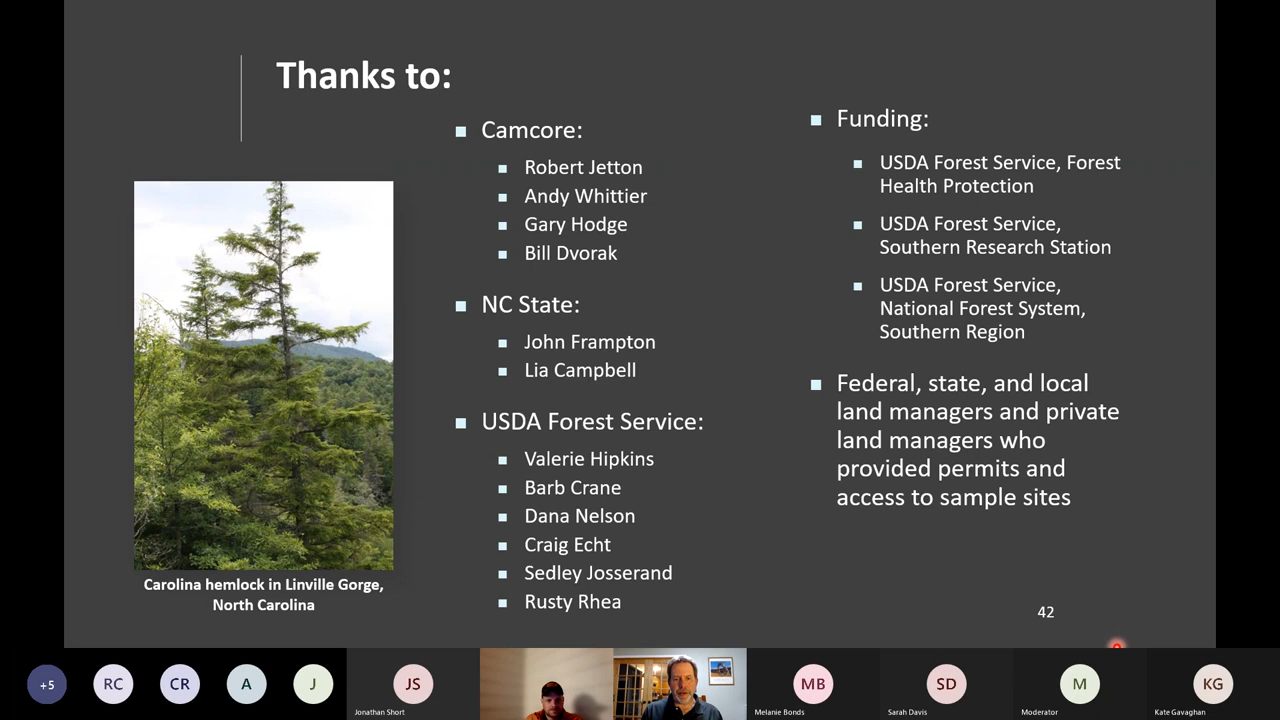 Thanks to:
Camcore:
Robert Jetton
Andy Whittier
Gary Hodge
Bill Dvorak
NC State:
John Frampton
Lia Campbell
USDA Forest Service:
Valerie Hipkins
Barb Crane
Dana Nelson
Craig Echt
Sedley Josserand
Rusty Rhea
Funding:
USDA Forest Service, Forest
Health Protection
USDA Forest Service,
Southern Research Station
USDA Forest Service,
National Forest System,
Southern Region
Federal, state, and local
land managers and private
land managers who
provided permits and
access to sample sites
Carolina hemlock in Linville Gorge,
North Carolina
42
+5
RC
CR
A
J
JS
Jonathan Short
MB
Melanie Bonds
SD
Sarah Davis
M
Moderator
KG
Kate Gavaghan